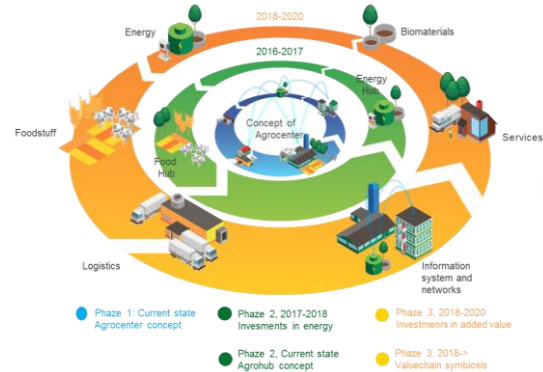 2018-2020
Energy
Biomaterials
2016-2017
Energy
Hub
Concept of
Agrocenter
Foodstuff
Services
Food
Hub
Logistics
Information
system and
networks
Phaze 1: Current state
Agrocenter concept
Phaze 2, 2017-2018
Invesments in energy
Phaze 3, 2018-2020
Investmenrs in added value
Phaze 2, Current state
Agrohub concept
Phaze 3, 2018->
Valuechain symbiosis